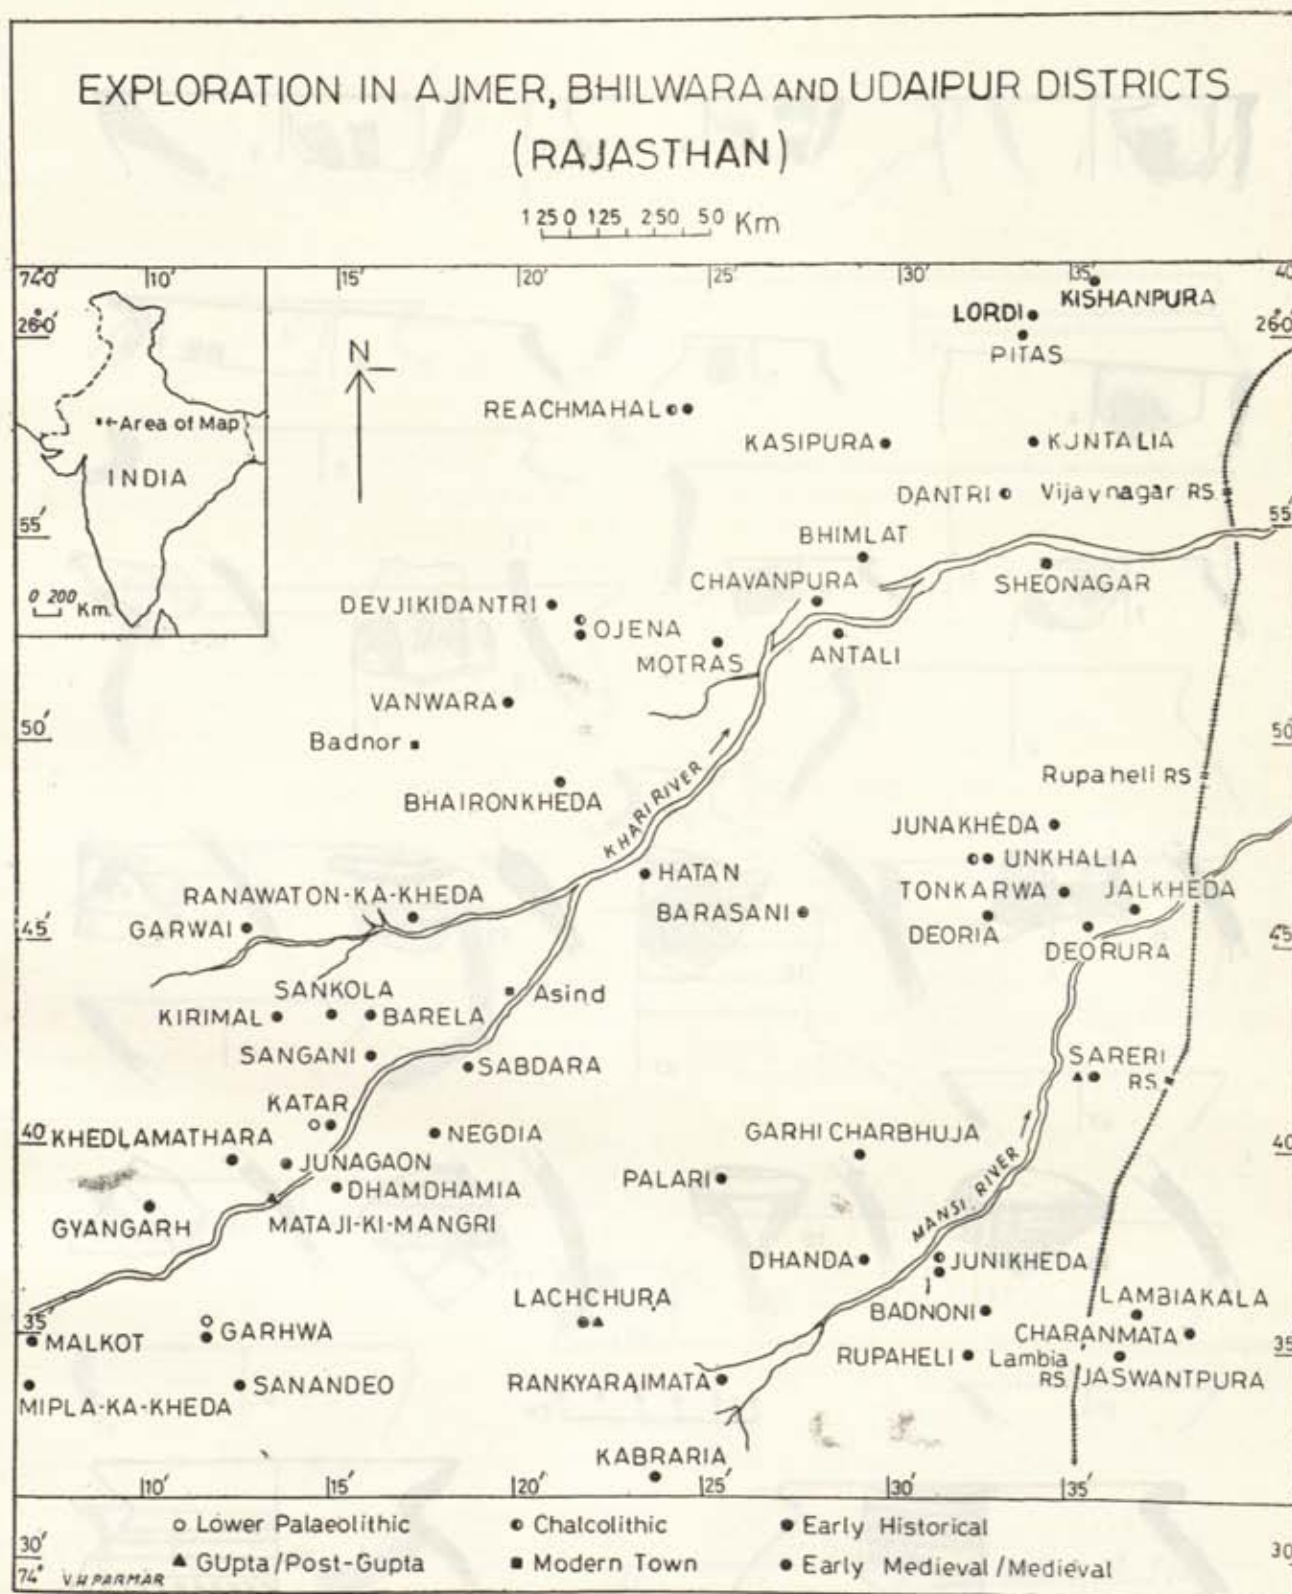 EXPLORATION IN AJMER, BHILWARA AND UDAIPUR DISTRICTS
(RAJASTHAN)
1 25 0 1 25 2 50 5 0 Km
74°0' 10' 15' 20' 25' 30' 35' 40
26°0' 26°0'
KISHANPURA
LORDI
PITAS
N
REACHMAHAL
Area of Map
INDIA
0 200 Km.
KASIPURA KUNTALIA
DANTRI Vijaynagar RS
55' 55'
BHIMLAT
CHAVANPURA SHEONAGAR
DEVJIKIDANTRI
OJENA
MOTRAS ANTALI
VANWARA
50' Badnor 50'
KHARI RIVER
Rupaheli RS
BHAIRONKHEDA
JUNAKHEDA
UNKHALIA
HATAN
RANAWATON-KA-KHEDA TONKARWA JALKHEDA
BARASANI
GARWAI
45' DEORIA 45'
DEORURA
SANKOLA Asind
KIRIMAL BARELA
SANGANI SABDARA
SARERI
RS
KATAR
40' KHEDLAMATHARA NEGDIA GARHI CHARBHUJA 40
JUNAGAON
DHAMDHAMIA PALARI
GYANGARH MATAJI-KI-MANGRI
MANSI RIVER
DHANDA JUNIKHEDA
LACHCHURA LAMBIAKALA
BADNONI
35' GARHWA CHARANMATA 35
MALKOT
RUPAHELI Lambia
RS JASWANTPURA
SANANDEO RANKYARAIMATA
MIPLA-KA-KHEDA
KABRARIA
10' 15' 20' 25' 30' 35'
Lower Palaeolithic Chalcolithic Early Historical
GUpta/Post-Gupta Modern Town Early Medieval/Medieval
30' 30
74° V.H PARMAR